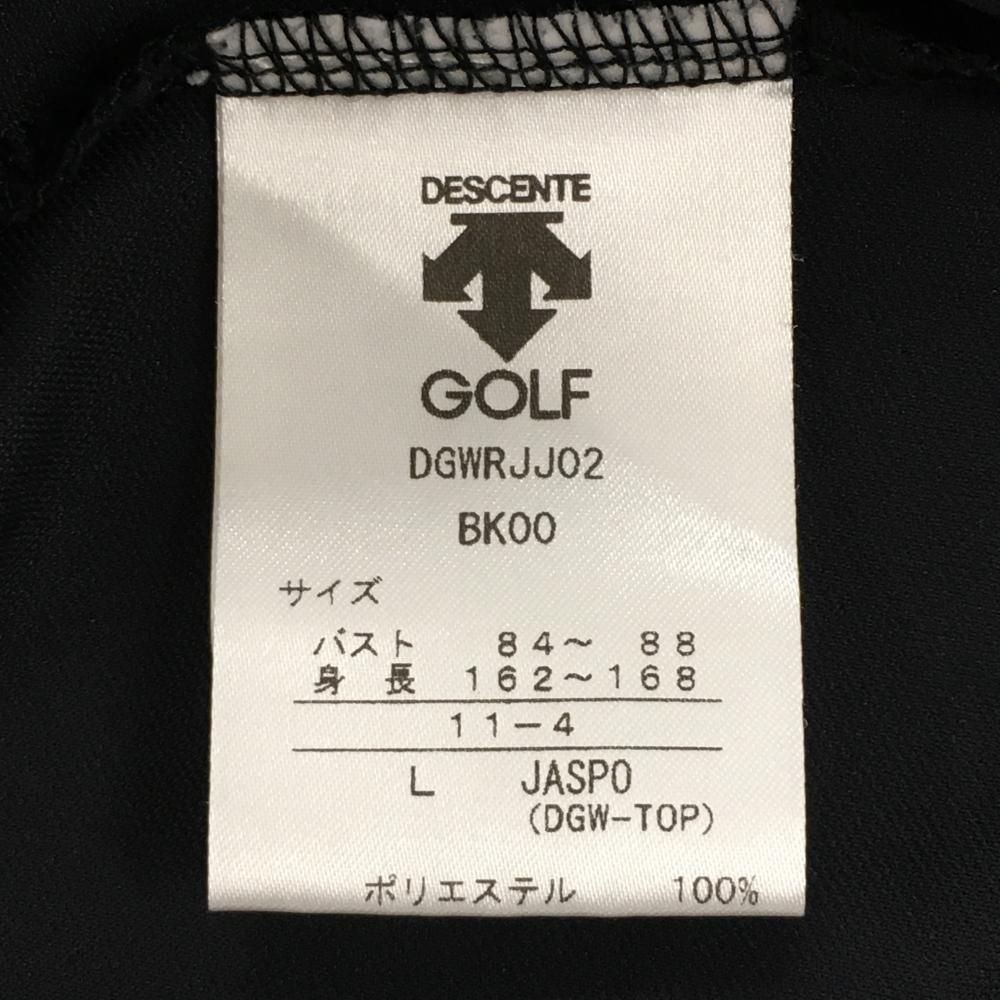 DESCENTE
GOLF
DGWRJJ02
BK00
サイズ
バスト 84～ 88
身 長 162～168
11-4
L JASPO
(DGW-TOP)
ポリエステル 100%